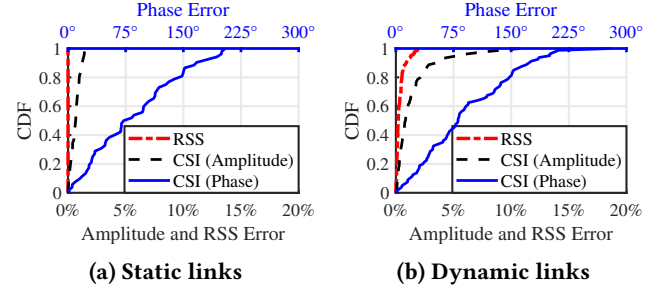 Phase Error
0° 75° 150° 225° 300°
1
0.8
0.6
0.4
0.2
0
CDF
RSS
CSI (Amplitude)
CSI (Phase)
0% 5% 10% 15% 20%
Amplitude and RSS Error
(a) Static links
Phase Error
0° 75° 150° 225° 300°
1
0.8
0.6
0.4
0.2
0
CDF
RSS
CSI (Amplitude)
CSI (Phase)
0% 5% 10% 15% 20%
Amplitude and RSS Error
(b) Dynamic links